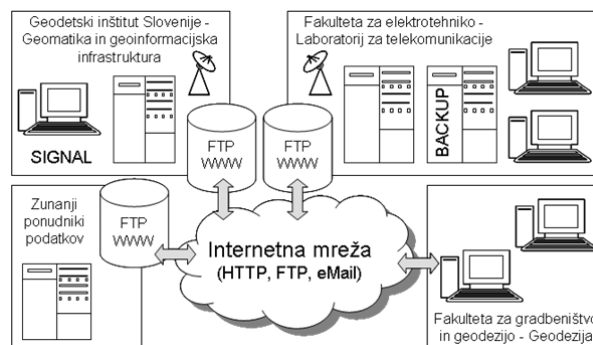 Geodetski inštitut Slovenije -
Geomatika in geoinformacijska
infrastruktura
SIGNAL
FTP
WWW
Fakulteta za elektrotehniko -
Laboratorij za telekomunikacije
BACKUP
FTP
WWW
Zunanji
ponudniki
podatkov
FTP
WWW
Internetna mreža
(HTTP, FTP, eMail)
Fakulteta za gradbeništvo
in geodezijo - Geodezija